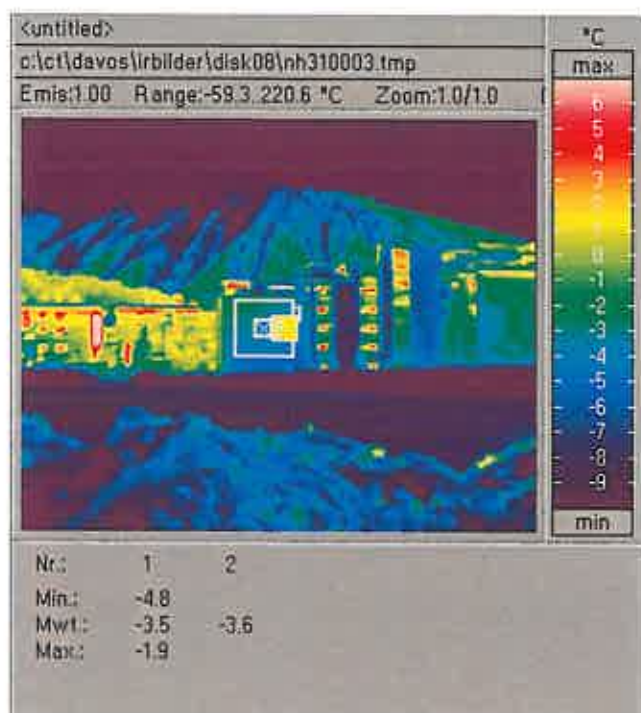 <untitled>
c:\ct\davos\irbilder\disk08\nh310003.tmp
Emis:1.00 Range:-59.3..220.6 °C Zoom:1.0/1.0
°C
max
6
5
4
3
2
1
0
-1
-2
-3
-4
-5
-6
-7
-8
-9
min
Nr.: 1 2
Min.: -4.8
Mwt.: -3.5 -3.6
Max.: -1.9